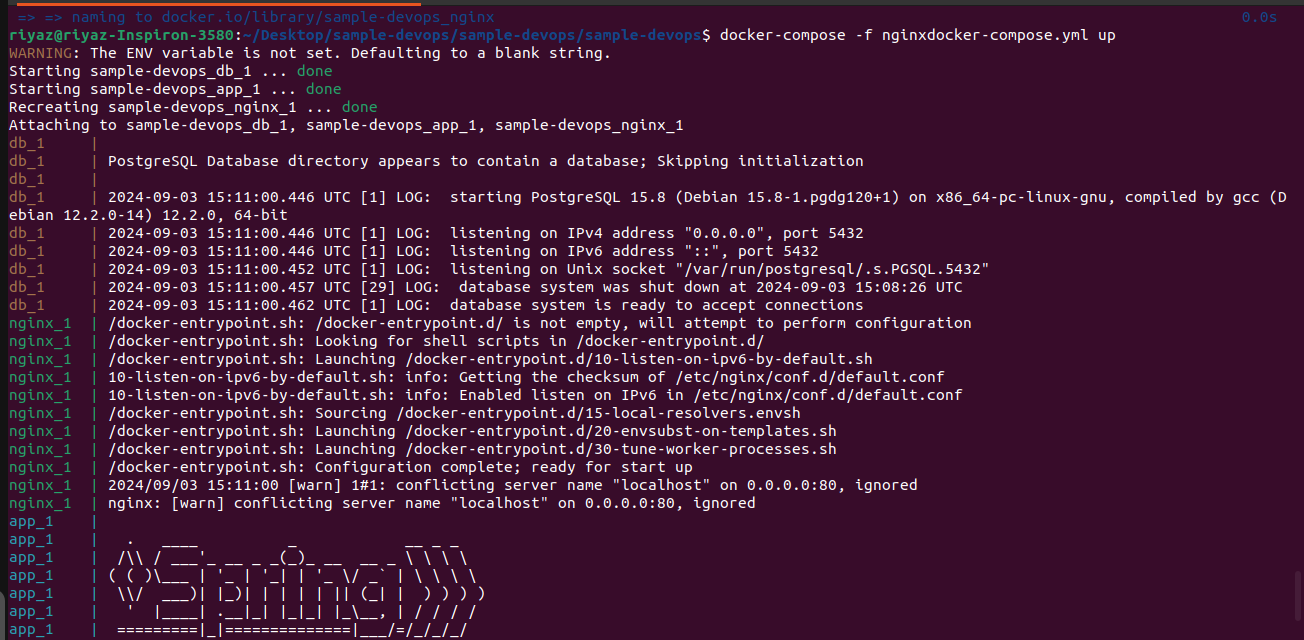 => => naming to docker.io/library/sample-devops_nginx 0.0s
riyaz@riyaz-Inspiron-3580:~/Desktop/sample-devops/sample-devops/sample-devops$ docker-compose -f nginxdocker-compose.yml up
WARNING: The ENV variable is not set. Defaulting to a blank string.
Starting sample-devops_db_1 ... done
Starting sample-devops_app_1 ... done
Recreating sample-devops_nginx_1 ... done
Attaching to sample-devops_db_1, sample-devops_app_1, sample-devops_nginx_1
db_1     |
db_1     | PostgreSQL Database directory appears to contain a database; Skipping initialization
db_1     |
db_1     | 2024-09-03 15:11:00.446 UTC [1] LOG:  starting PostgreSQL 15.8 (Debian 15.8-1.pgdg120+1) on x86_64-pc-linux-gnu, compiled by gcc (D
ebian 12.2.0-14) 12.2.0, 64-bit
db_1     | 2024-09-03 15:11:00.446 UTC [1] LOG:  listening on IPv4 address "0.0.0.0", port 5432
db_1     | 2024-09-03 15:11:00.446 UTC [1] LOG:  listening on IPv6 address "::", port 5432
db_1     | 2024-09-03 15:11:00.452 UTC [1] LOG:  listening on Unix socket "/var/run/postgresql/.s.PGSQL.5432"
db_1     | 2024-09-03 15:11:00.457 UTC [29] LOG:  database system was shut down at 2024-09-03 15:08:26 UTC
db_1     | 2024-09-03 15:11:00.462 UTC [1] LOG:  database system is ready to accept connections
nginx_1  | /docker-entrypoint.sh: /docker-entrypoint.d/ is not empty, will attempt to perform configuration
nginx_1  | /docker-entrypoint.sh: Looking for shell scripts in /docker-entrypoint.d/
nginx_1  | /docker-entrypoint.sh: Launching /docker-entrypoint.d/10-listen-on-ipv6-by-default.sh
nginx_1  | 10-listen-on-ipv6-by-default.sh: info: Getting the checksum of /etc/nginx/conf.d/default.conf
nginx_1  | 10-listen-on-ipv6-by-default.sh: info: Enabled listen on IPv6 in /etc/nginx/conf.d/default.conf
nginx_1  | /docker-entrypoint.sh: Sourcing /docker-entrypoint.d/15-local-resolvers.envsh
nginx_1  | /docker-entrypoint.sh: Launching /docker-entrypoint.d/20-envsubst-on-templates.sh
nginx_1  | /docker-entrypoint.sh: Launching /docker-entrypoint.d/30-tune-worker-processes.sh
nginx_1  | /docker-entrypoint.sh: Configuration complete; ready for start up
nginx_1  | 2024/09/03 15:11:00 [warn] 1#1: conflicting server name "localhost" on 0.0.0.0:80, ignored
nginx_1  | nginx: [warn] conflicting server name "localhost" on 0.0.0.0:80, ignored
app_1    |
app_1    |   .   ____          _            __ _ _
app_1    |  /\\ / ___'_ __ _ _(_)_ __  __ _ \ \ \ \
app_1    | ( ( )\___ | '_ | '_| | '_ \/ _` | \ \ \ \
app_1    |  \\/  ___)| |_)| | | | | || (_| |  ) ) ) )
app_1    |   '  |____| .__|_| |_|_| |_\__, | / / / /
app_1    |  =========|_|==============|___/=/_/_/_/